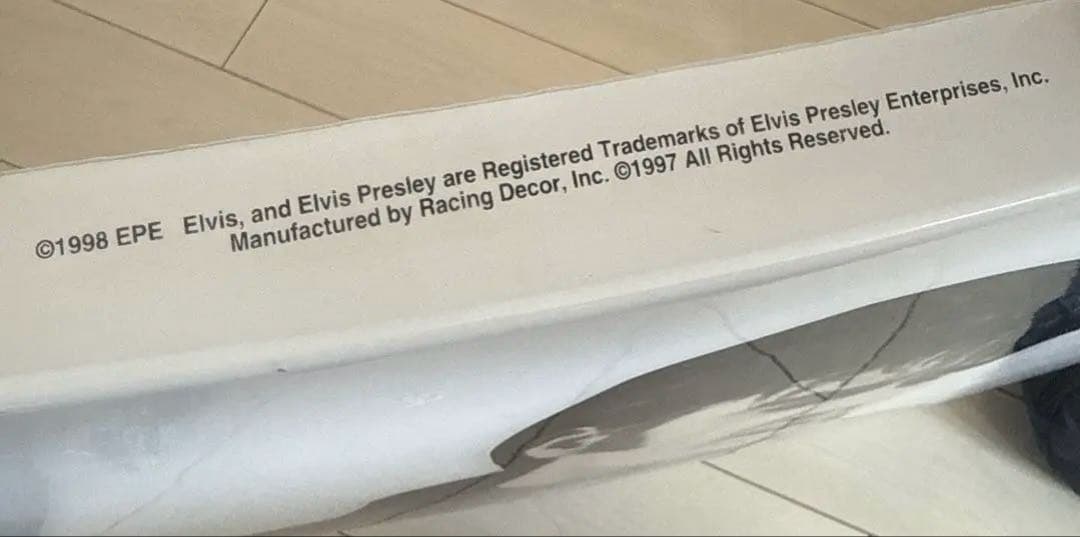 ©1998 EPE Elvis, and Elvis Presley are Registered Trademarks of Elvis Presley Enterprises, Inc.
Manufactured by Racing Decor, Inc. ©1997 All Rights Reserved.